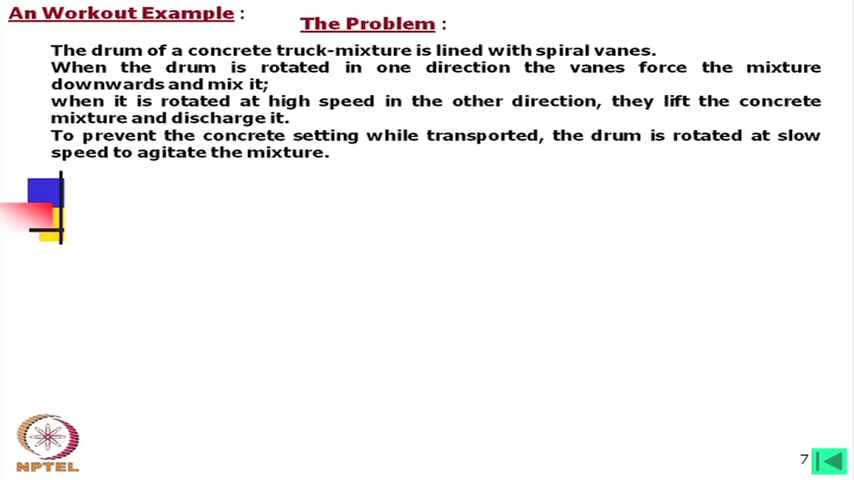 An Workout Example :
The Problem :
The drum of a concrete truck-mixture is lined with spiral vanes.
When the drum is rotated in one direction the vanes force the mixture
downwards and mix it;
when it is rotated at high speed in the other direction, they lift the concrete
mixture and discharge it.
To prevent the concrete setting while transported, the drum is rotated at slow
speed to agitate the mixture.
NPTEL
7